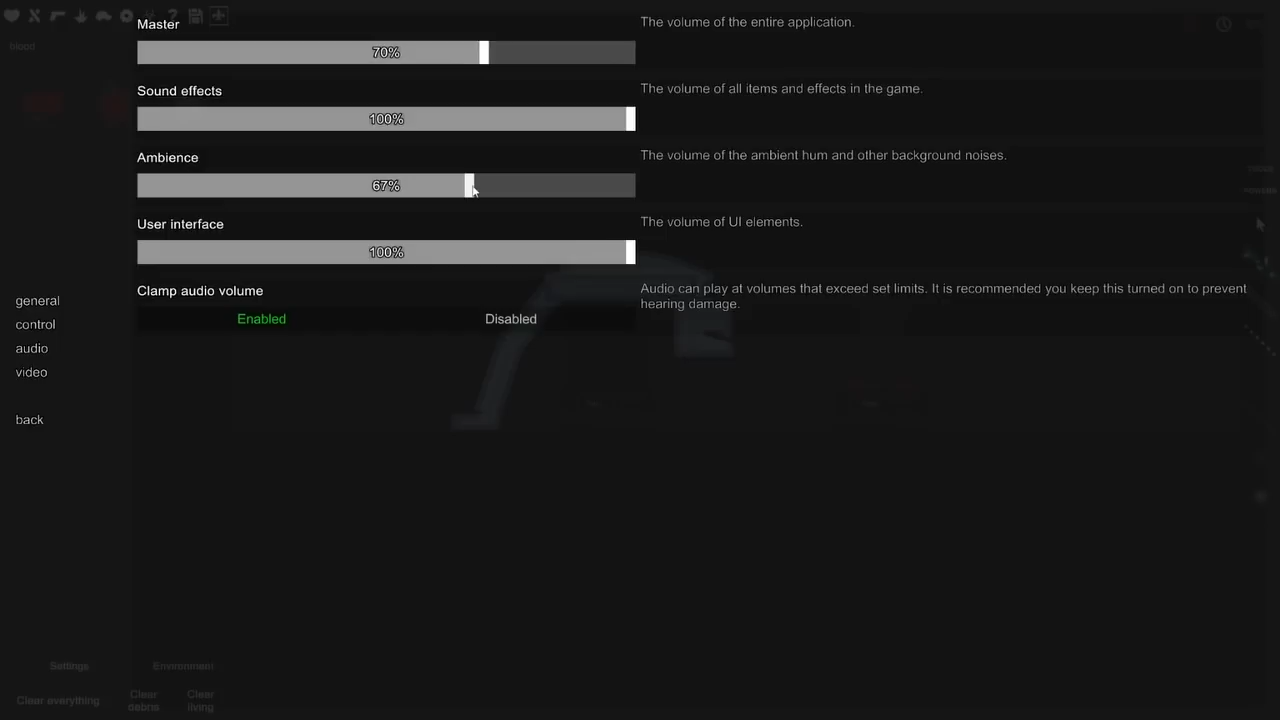 Master
The volume of the entire application.
70%
Sound effects
The volume of all items and effects in the game.
100%
Ambience
The volume of the ambient hum and other background noises.
67%
User interface
The volume of UI elements.
100%
Clamp audio volume
Audio can play at volumes that exceed set limits. It is recommended you keep this turned on to prevent
hearing damage.
Enabled
Disabled
blood
general
control
audio
video
back
Settings
Environment
Clear everything
Clear
debris
Clear
living